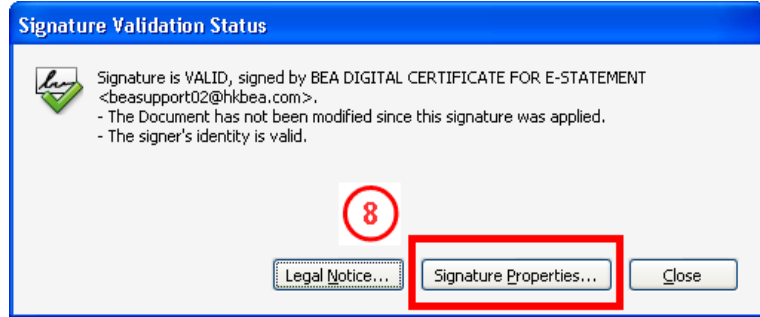 Signature Validation Status
Signature is VALID, signed by BEA DIGITAL CERTIFICATE FOR E-STATEMENT
<beasupport02@hkbea.com>.
- The Document has not been modified since this signature was applied.
- The signer's identity is valid.
8
Legal Notice... Signature Properties... Close